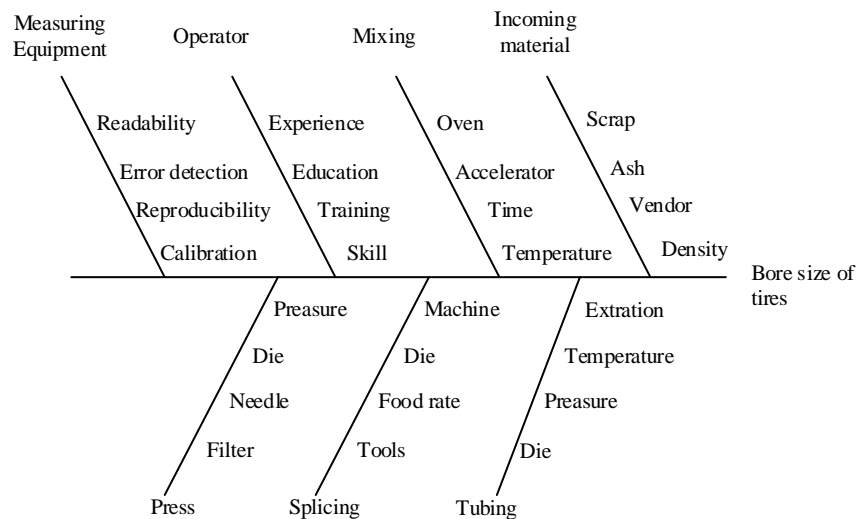 Measuring
Equipment
Operator
Mixing
Incoming
material
Readability
Error detection
Reproducibility
Calibration
Experience
Education
Training
Skill
Oven
Accelerator
Time
Temperature
Scrap
Ash
Vendor
Density
Bore size of
tires
Preasure
Die
Needle
Filter
Press
Machine
Die
Food rate
Tools
Splicing
Extration
Temperature
Preasure
Die
Tubing